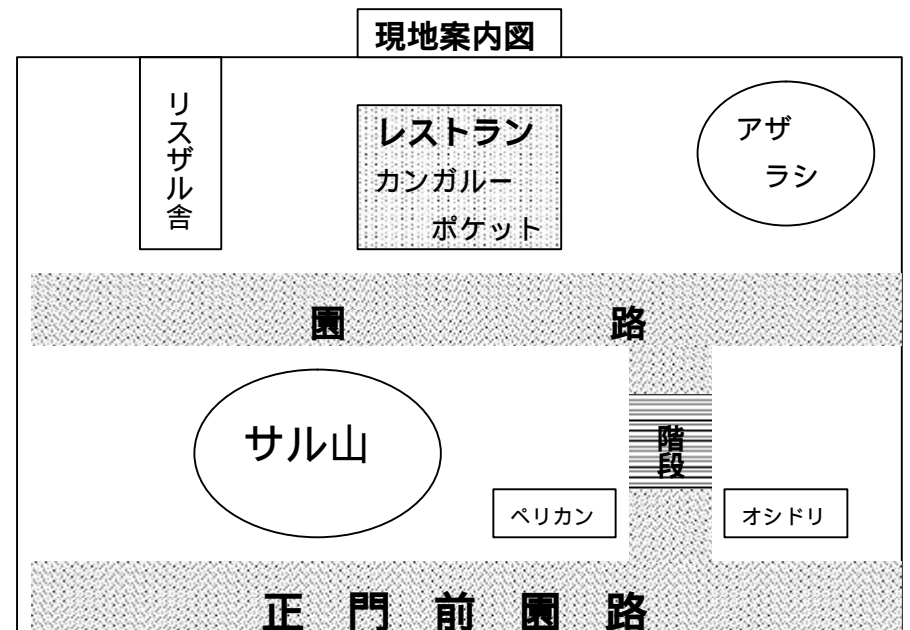 現地案内図
リスザル舎
レストラン
カンガルー
ポケット
アザ
ラシ
園路
サル山
階段
ペリカン
オシドリ
正門前園路